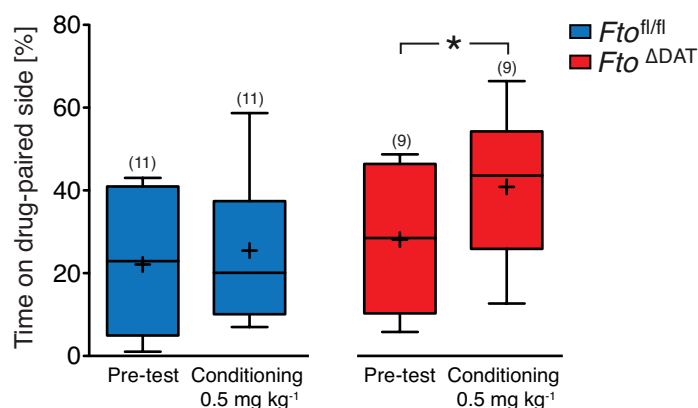 Time on drug-paired side [%]
80
60
40
20
0
(11)
(11)
(9)
(9)
*
Fto fl/fl
Fto ΔDAT
Pre-test
Conditioning
0.5 mg kg-1
Pre-test
Conditioning
0.5 mg kg-1